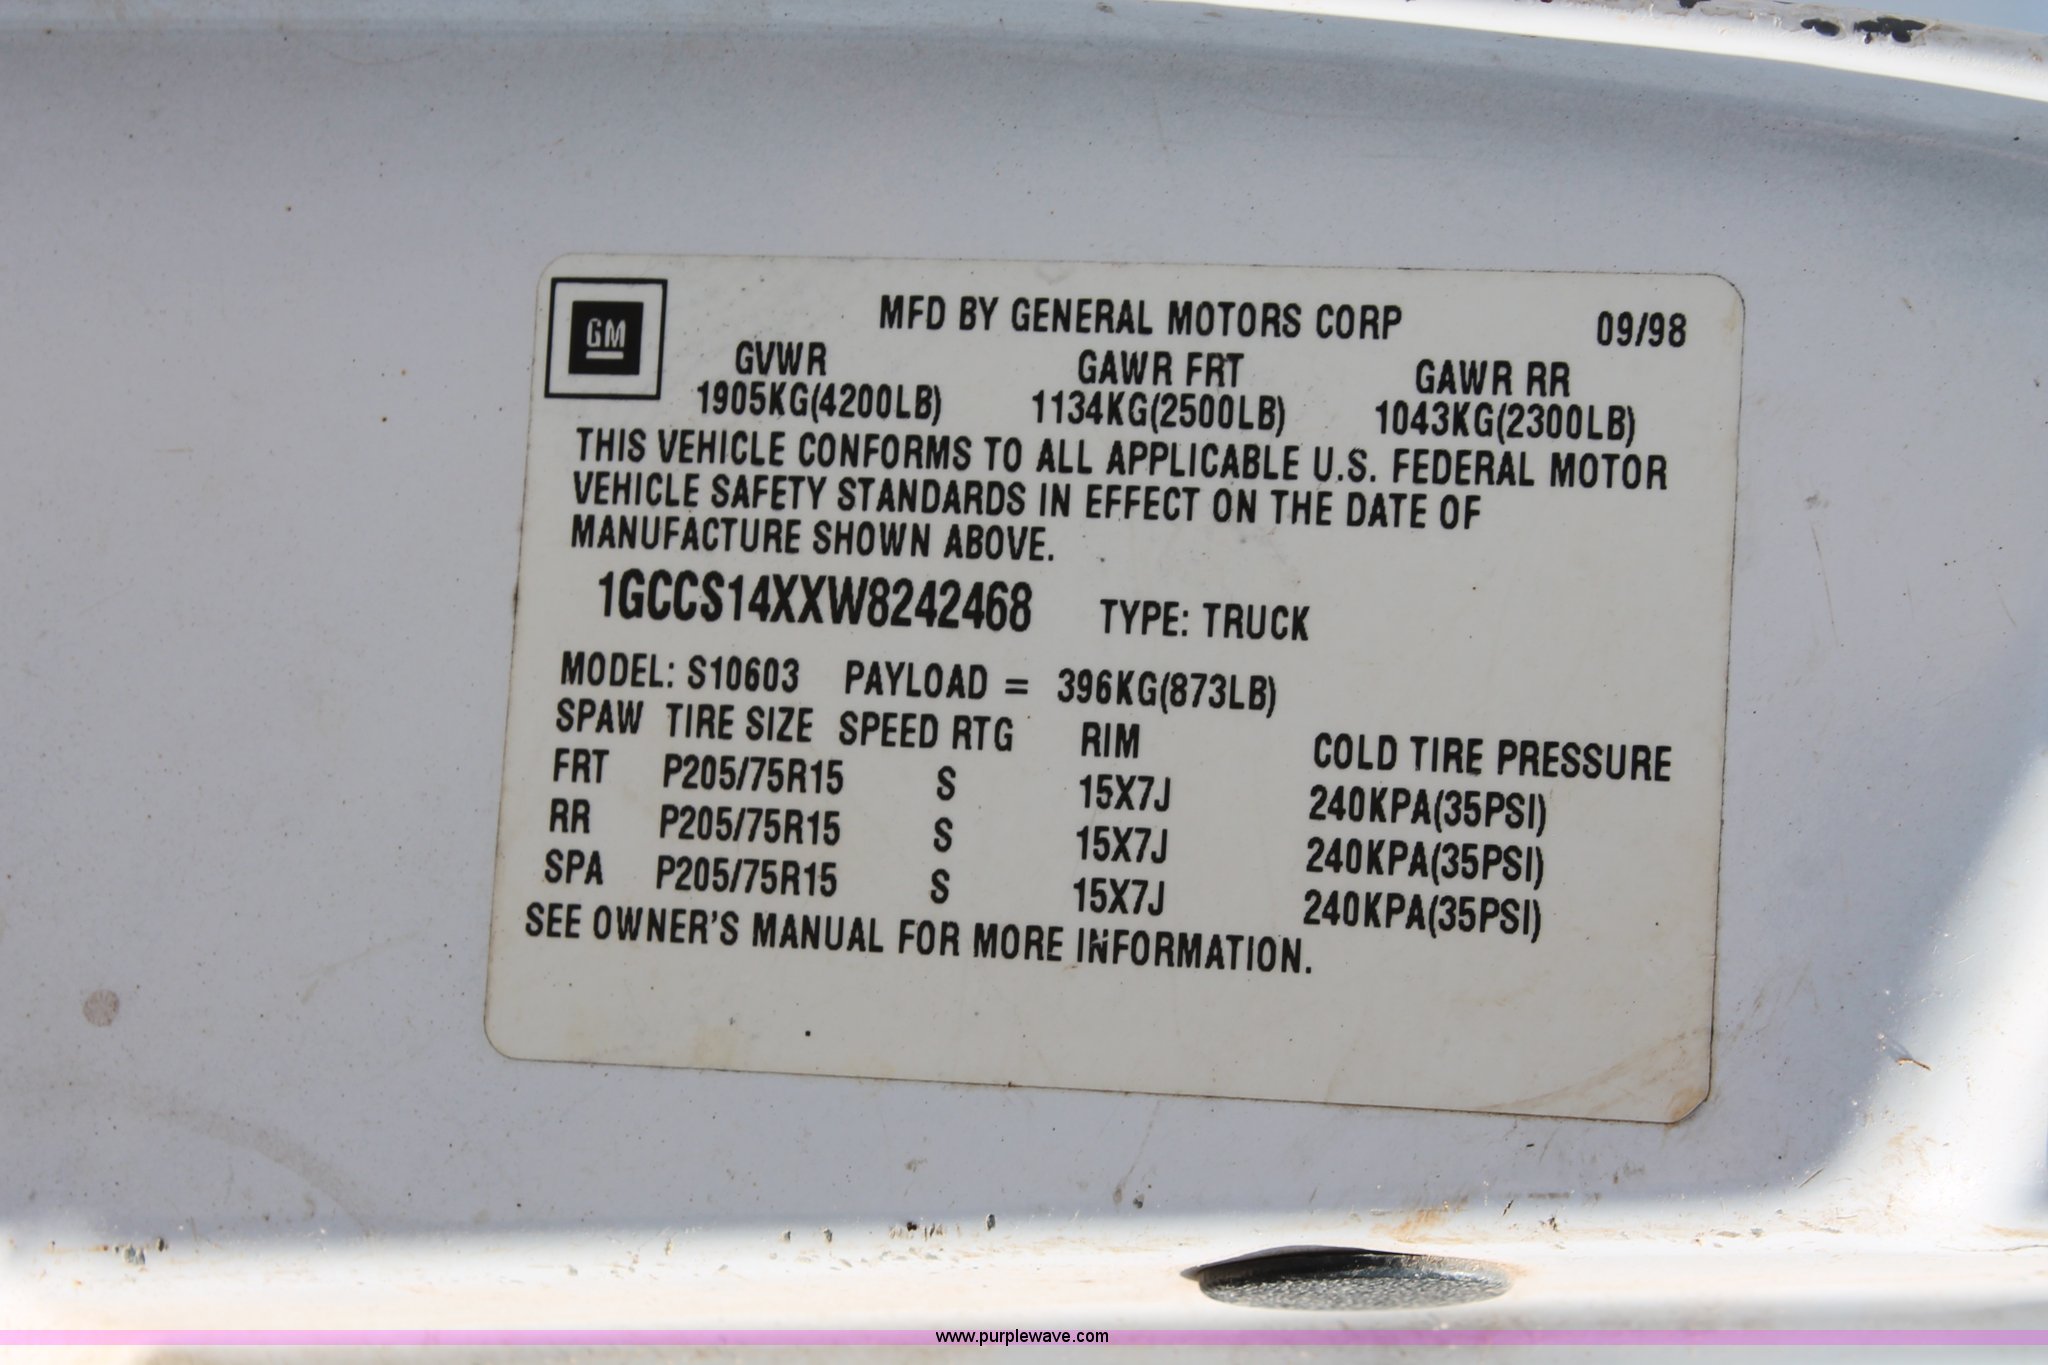 GM
MFD BY GENERAL MOTORS CORP 09/98
GVWR GAWR FRT GAWR RR
1905KG(4200LB) 1134KG(2500LB) 1043KG(2300LB)
THIS VEHICLE CONFORMS TO ALL APPLICABLE U.S. FEDERAL MOTOR
VEHICLE SAFETY STANDARDS IN EFFECT ON THE DATE OF
MANUFACTURE SHOWN ABOVE.
1GCCS14XXW8242468 TYPE: TRUCK
MODEL: S10603 PAYLOAD = 396KG(873LB)
SPAW TIRE SIZE SPEED RTG RIM COLD TIRE PRESSURE
FRT P205/75R15 S 15X7J 240KPA(35PSI)
RR P205/75R15 S 15X7J 240KPA(35PSI)
SPA P205/75R15 S 15X7J 240KPA(35PSI)
SEE OWNER'S MANUAL FOR MORE INFORMATION.
www.purplewave.com